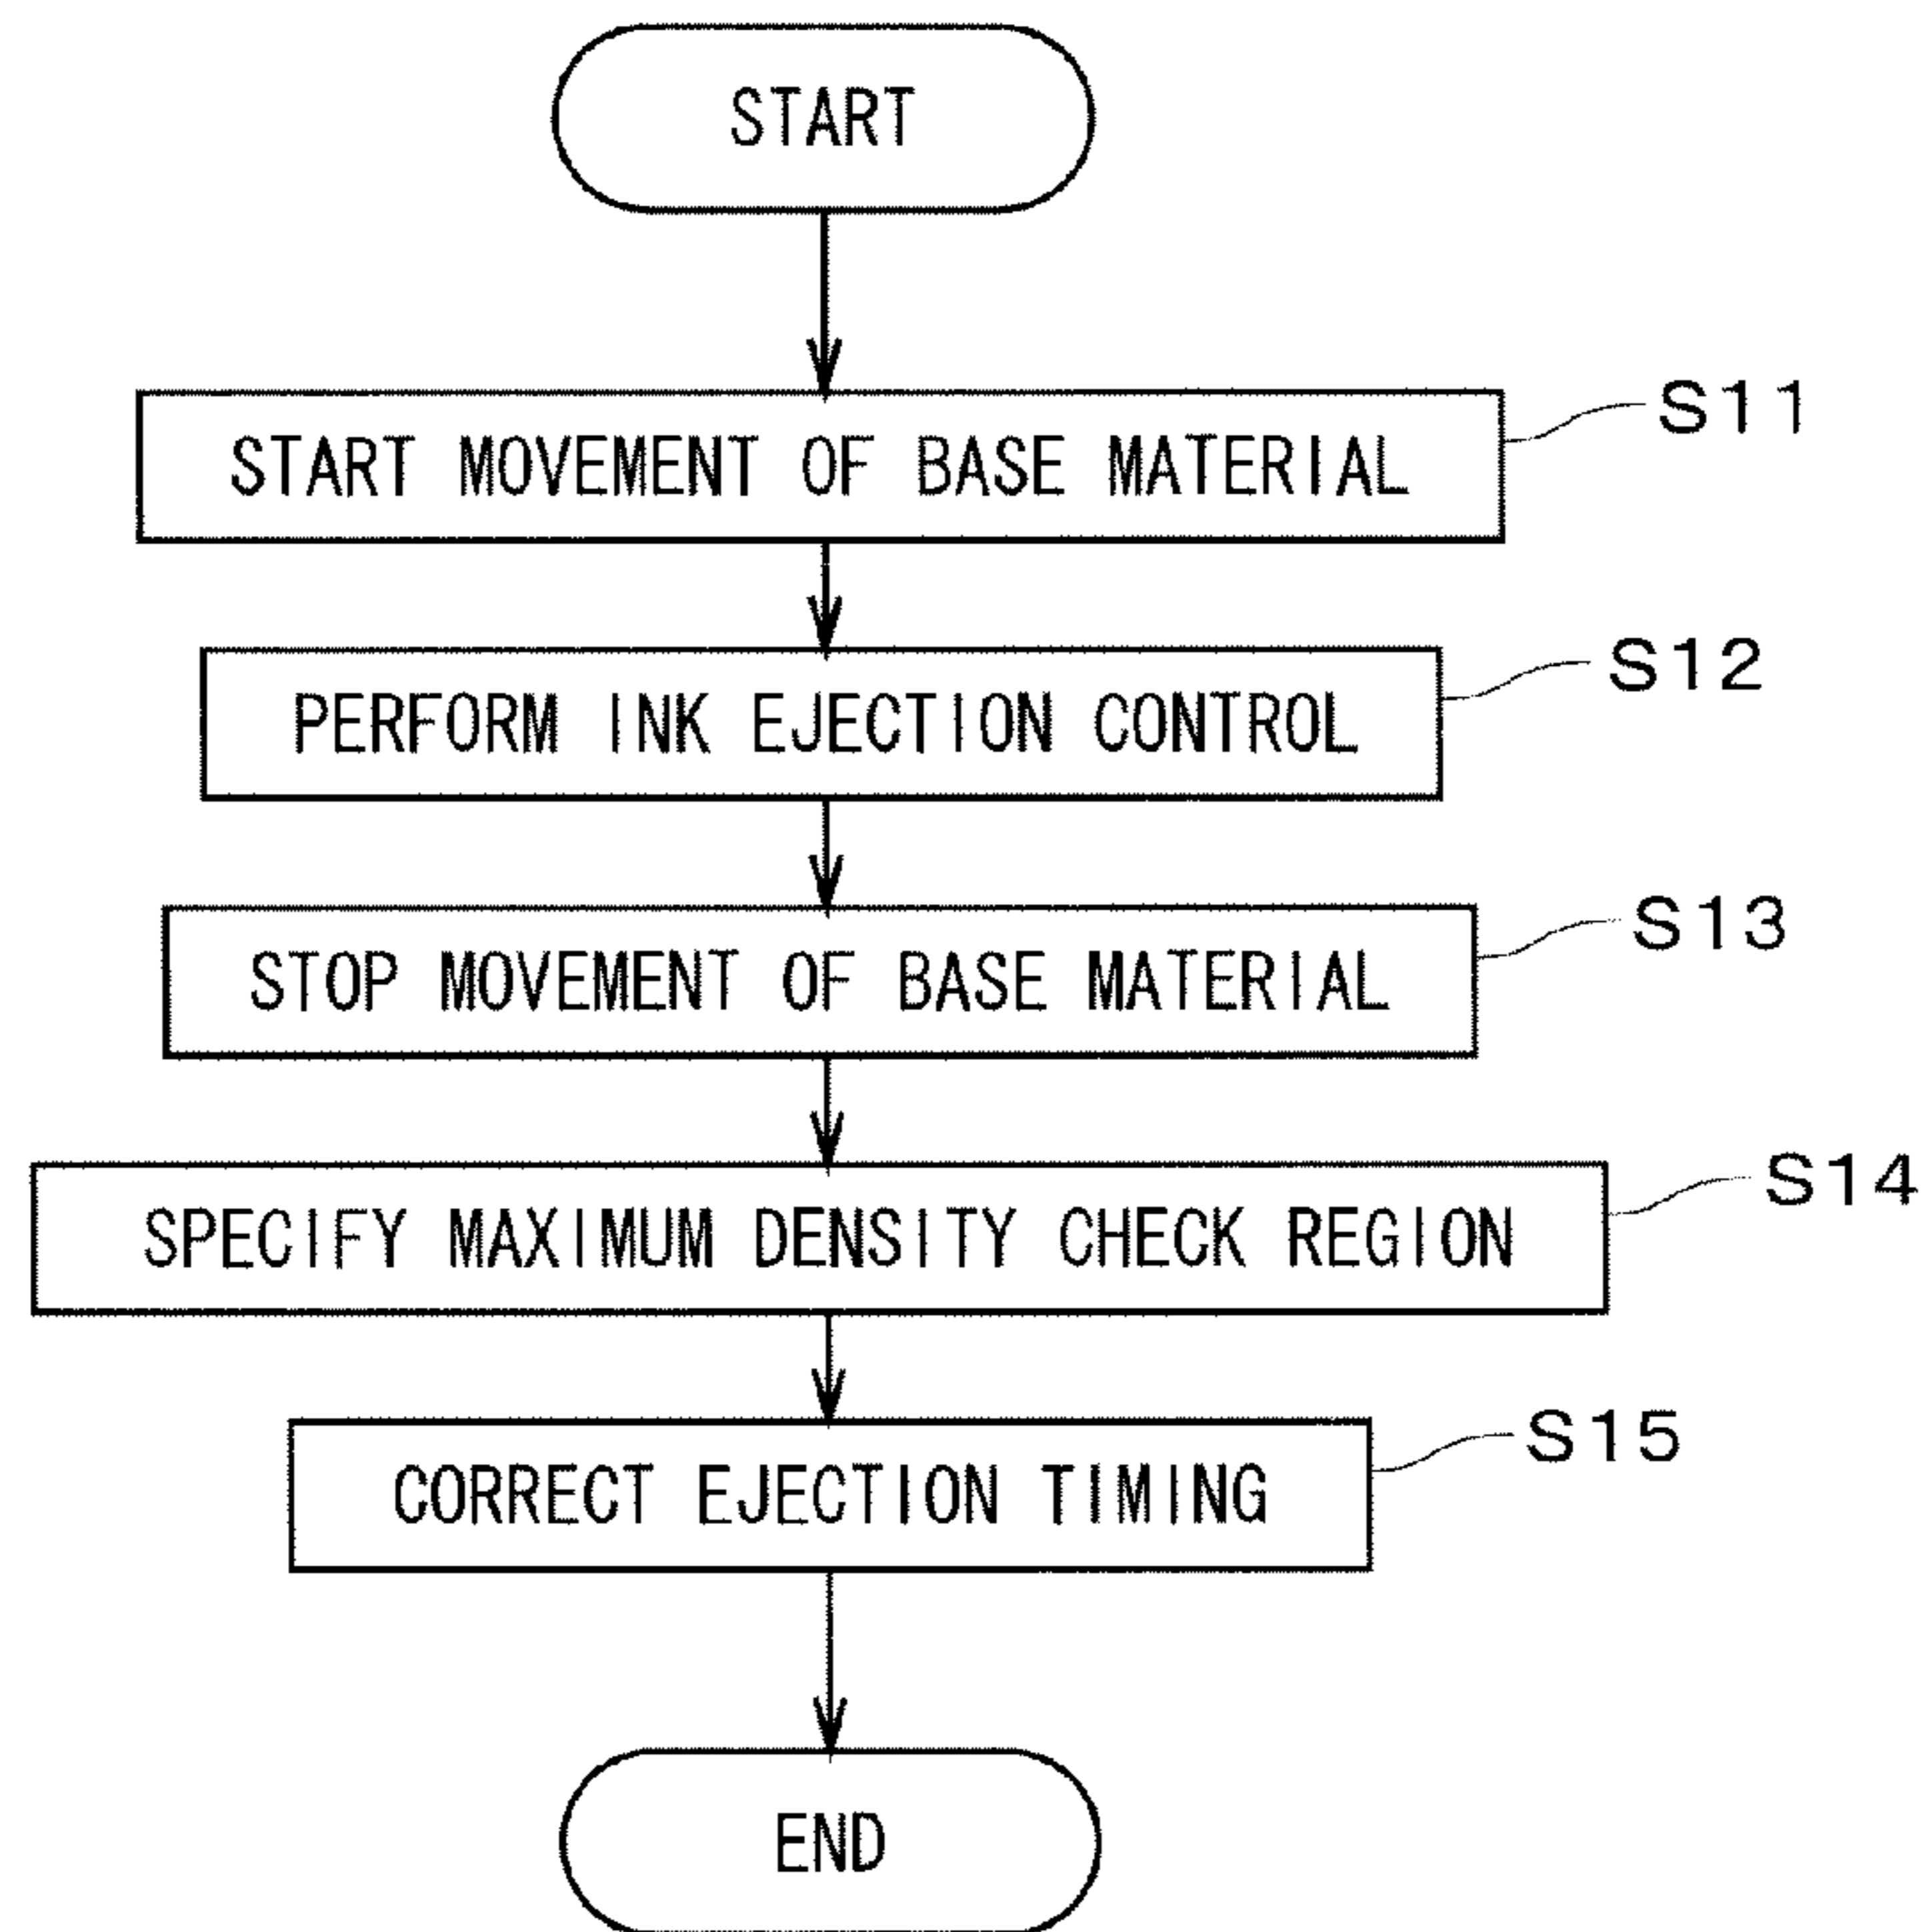 START
START MOVEMENT OF BASE MATERIAL
S11
PERFORM INK EJECTION CONTROL
S12
STOP MOVEMENT OF BASE MATERIAL
S13
SPECIFY MAXIMUM DENSITY CHECK REGION
S14
CORRECT EJECTION TIMING
S15
END